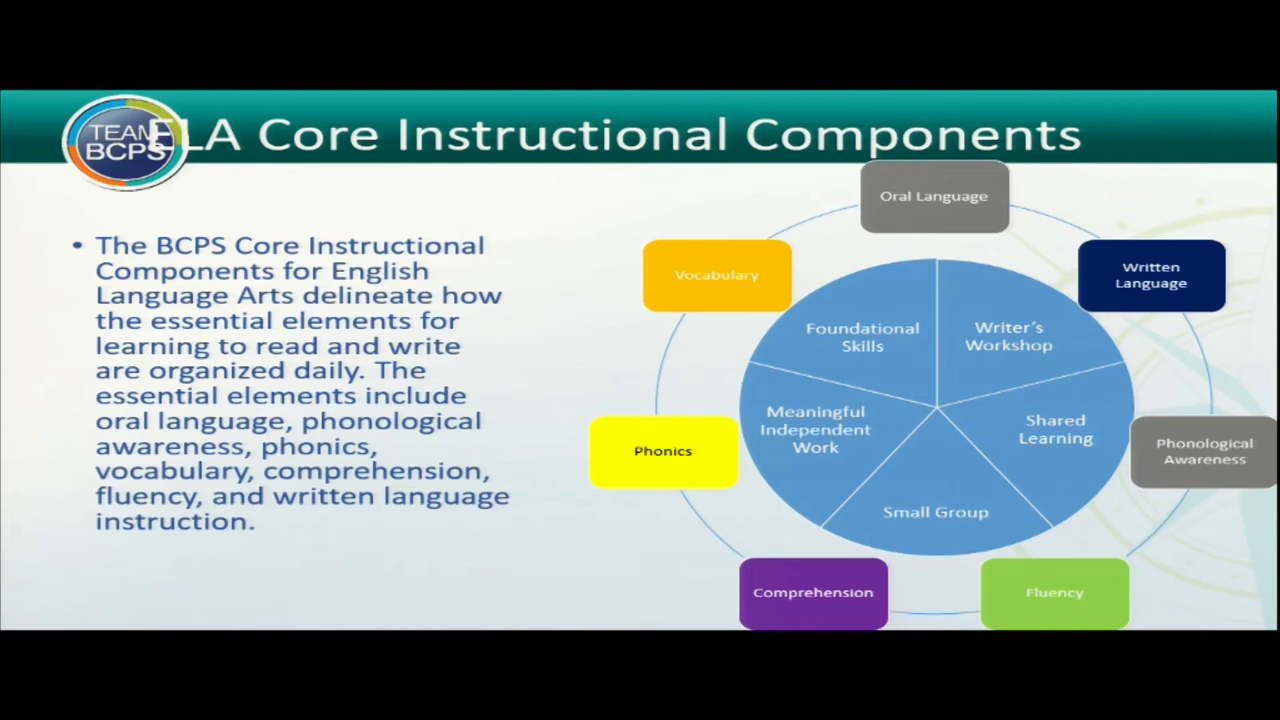 TEAM
BCPS
ELA Core Instructional Components
• The BCPS Core Instructional
Components for English
Language Arts delineate how
the essential elements for
learning to read and write
are organized daily. The
essential elements include
oral language, phonological
awareness, phonics,
vocabulary, comprehension,
fluency, and written language
instruction.
Oral Language
Written
Language
Phonological
Awareness
Fluency
Comprehension
Phonics
Vocabulary
Foundational
Skills
Writer's
Workshop
Shared
Learning
Small Group
Meaningful
Independent
Work